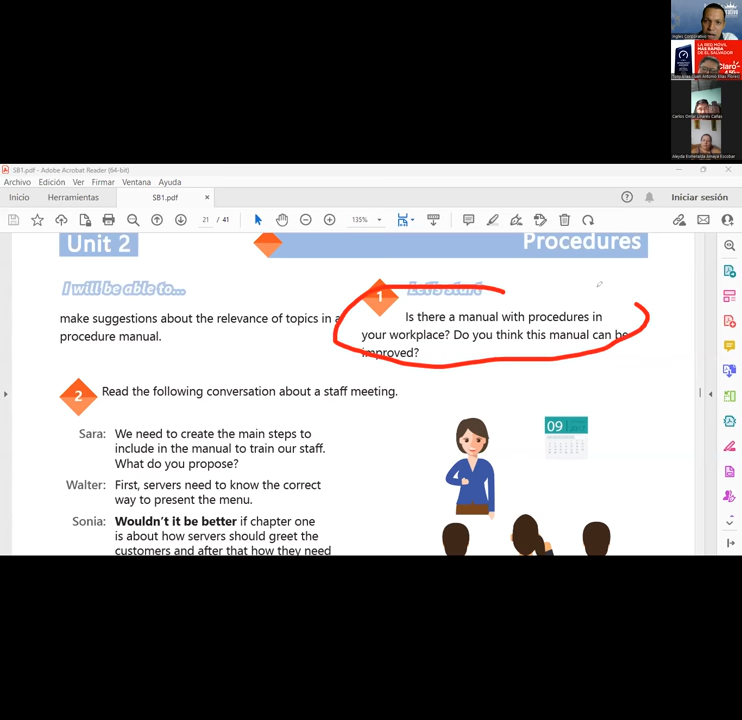 Ingles Corporativo
LA RED MÓVIL
MÁS RÁPIDA
DE EL SALVADOR
Claro
Carlos Omar Linares Cañas
Aleyda Esmeralda Amaya Escobar
SB1.pdf - Adobe Acrobat Reader (64-bit)
Archivo Edición Ver Firmar Ventana Ayuda
Inicio Herramientas SB1.pdf × Iniciar sesión
21 / 41 135%
Unit 2 Procedures
I will be able to...
make suggestions about the relevance of topics in a
procedure manual.
1 Let's start
Is there a manual with procedures in
your workplace? Do you think this manual can be
improved?
2 Read the following conversation about a staff meeting.
Sara: We need to create the main steps to
include in the manual to train our staff.
What do you propose?
Walter: First, servers need to know the correct
way to present the menu.
Sonia: Wouldn't it be better if chapter one
is about how servers should greet the
customers and after that how they need
09